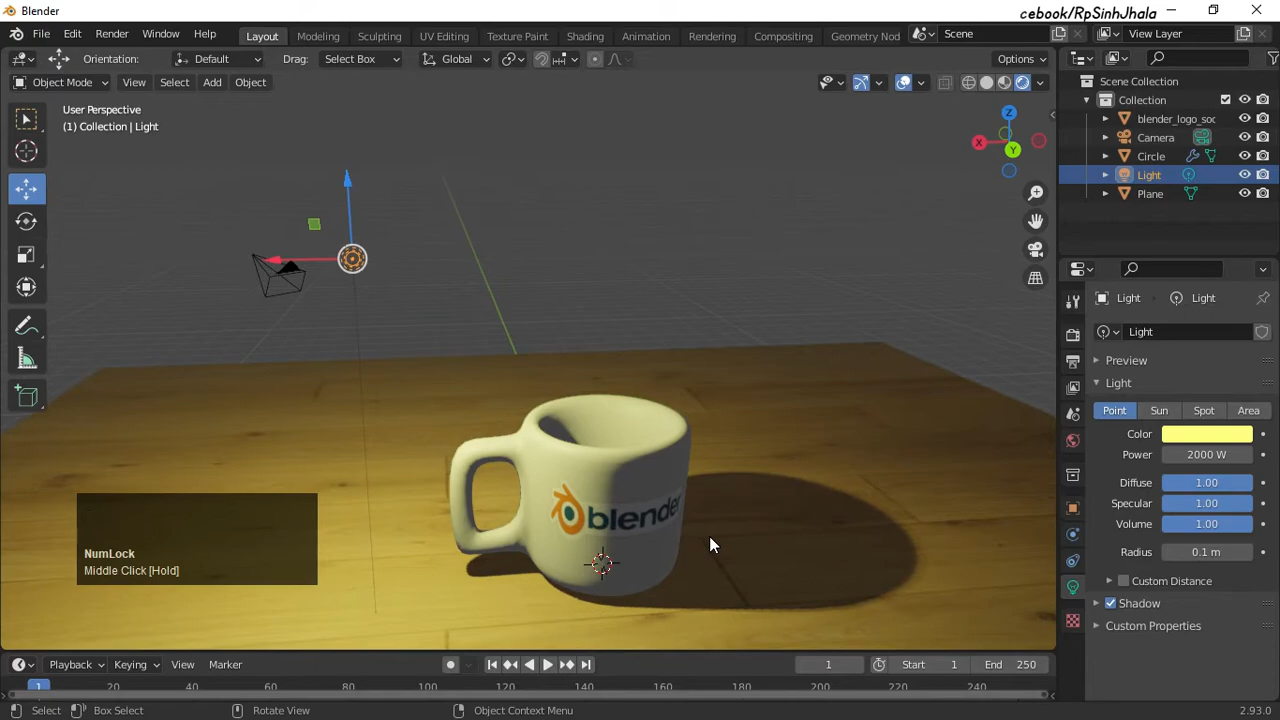 Blender
cebook/RpSinhJhala
File Edit Render Window Help Layout Modeling Sculpting UV Editing Texture Paint Shading Animation Rendering Compositing Geometry Nod Scene View Layer
Orientation: Default Drag: Select Box Global Options
Object Mode View Select Add Object
User Perspective
(1) Collection | Light
Z
X
Y
Scene Collection
Collection
blender_logo_soc
Camera
Circle
Light
Plane
Light Light
Light
Preview
Light
Point Sun Spot Area
Color
Power 2000 W
Diffuse 1.00
Specular 1.00
Volume 1.00
Radius 0.1 m
Custom Distance
Shadow
Custom Properties
blender
NumLock
Middle Click [Hold]
Playback Keying View Marker 1 Start 1 End 250
1 20 40 60 80 100 120 140 160 180 200 220 240
Select Box Select Rotate View Object Context Menu 2.93.0